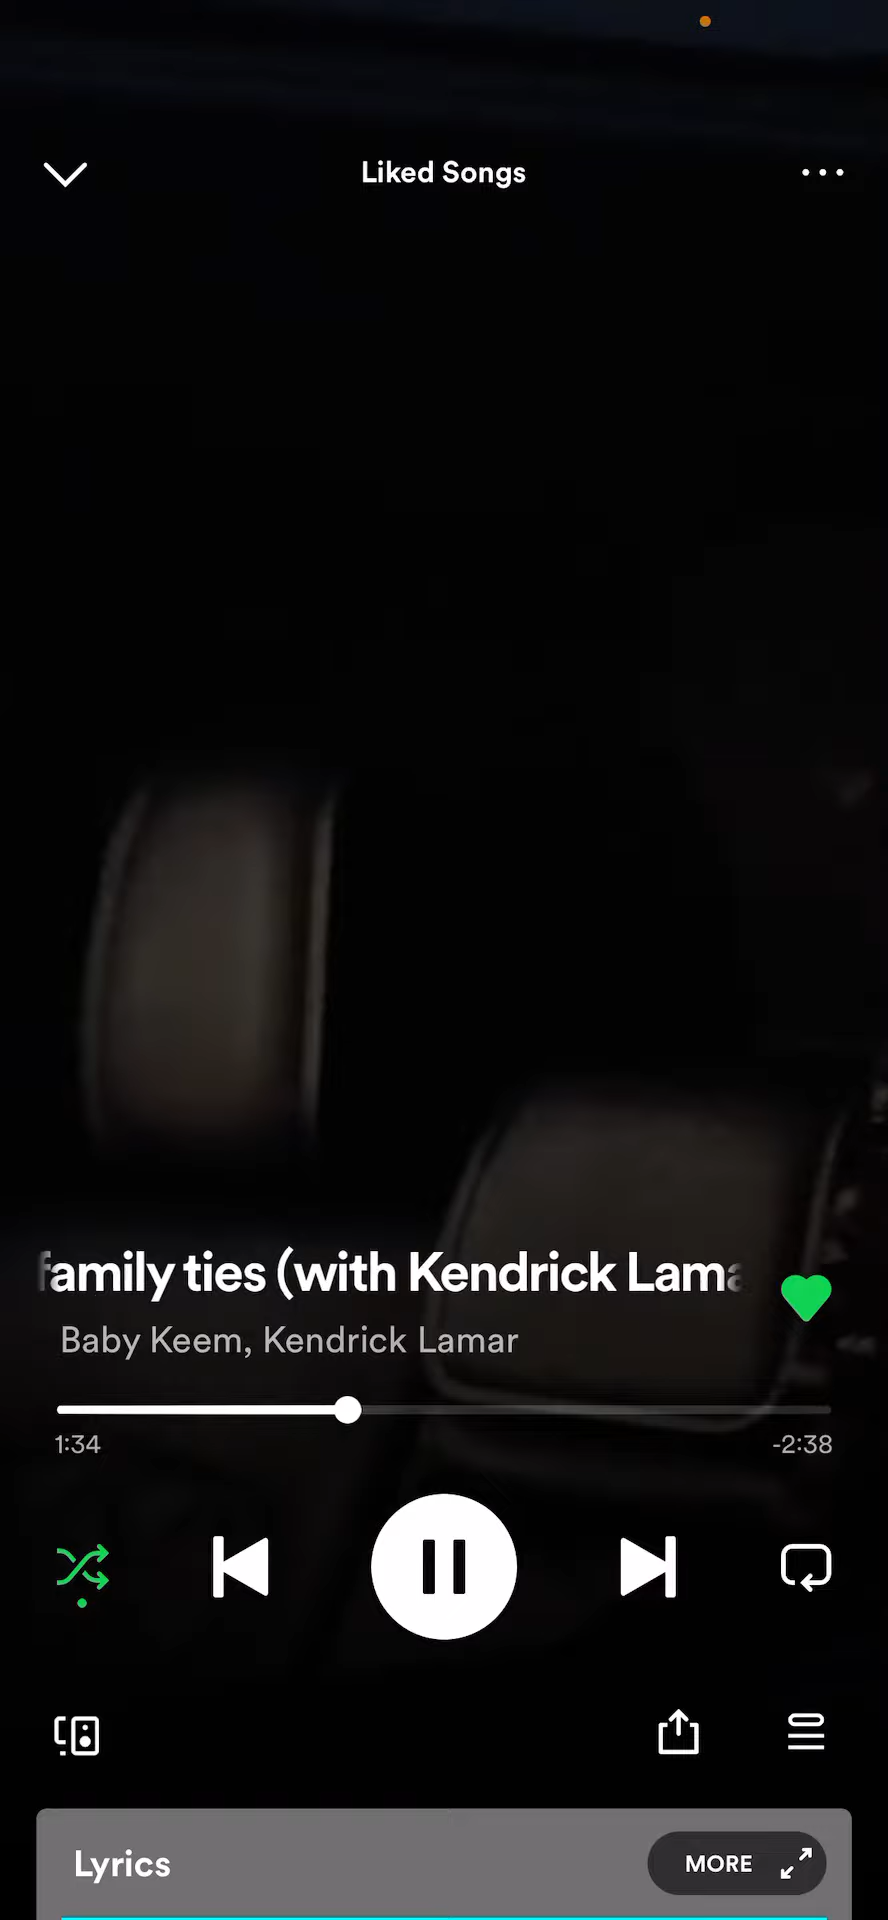 Liked Songs
family ties (with Kendrick Lama
Baby Keem, Kendrick Lamar
1:34
-2:38
Lyrics
MORE